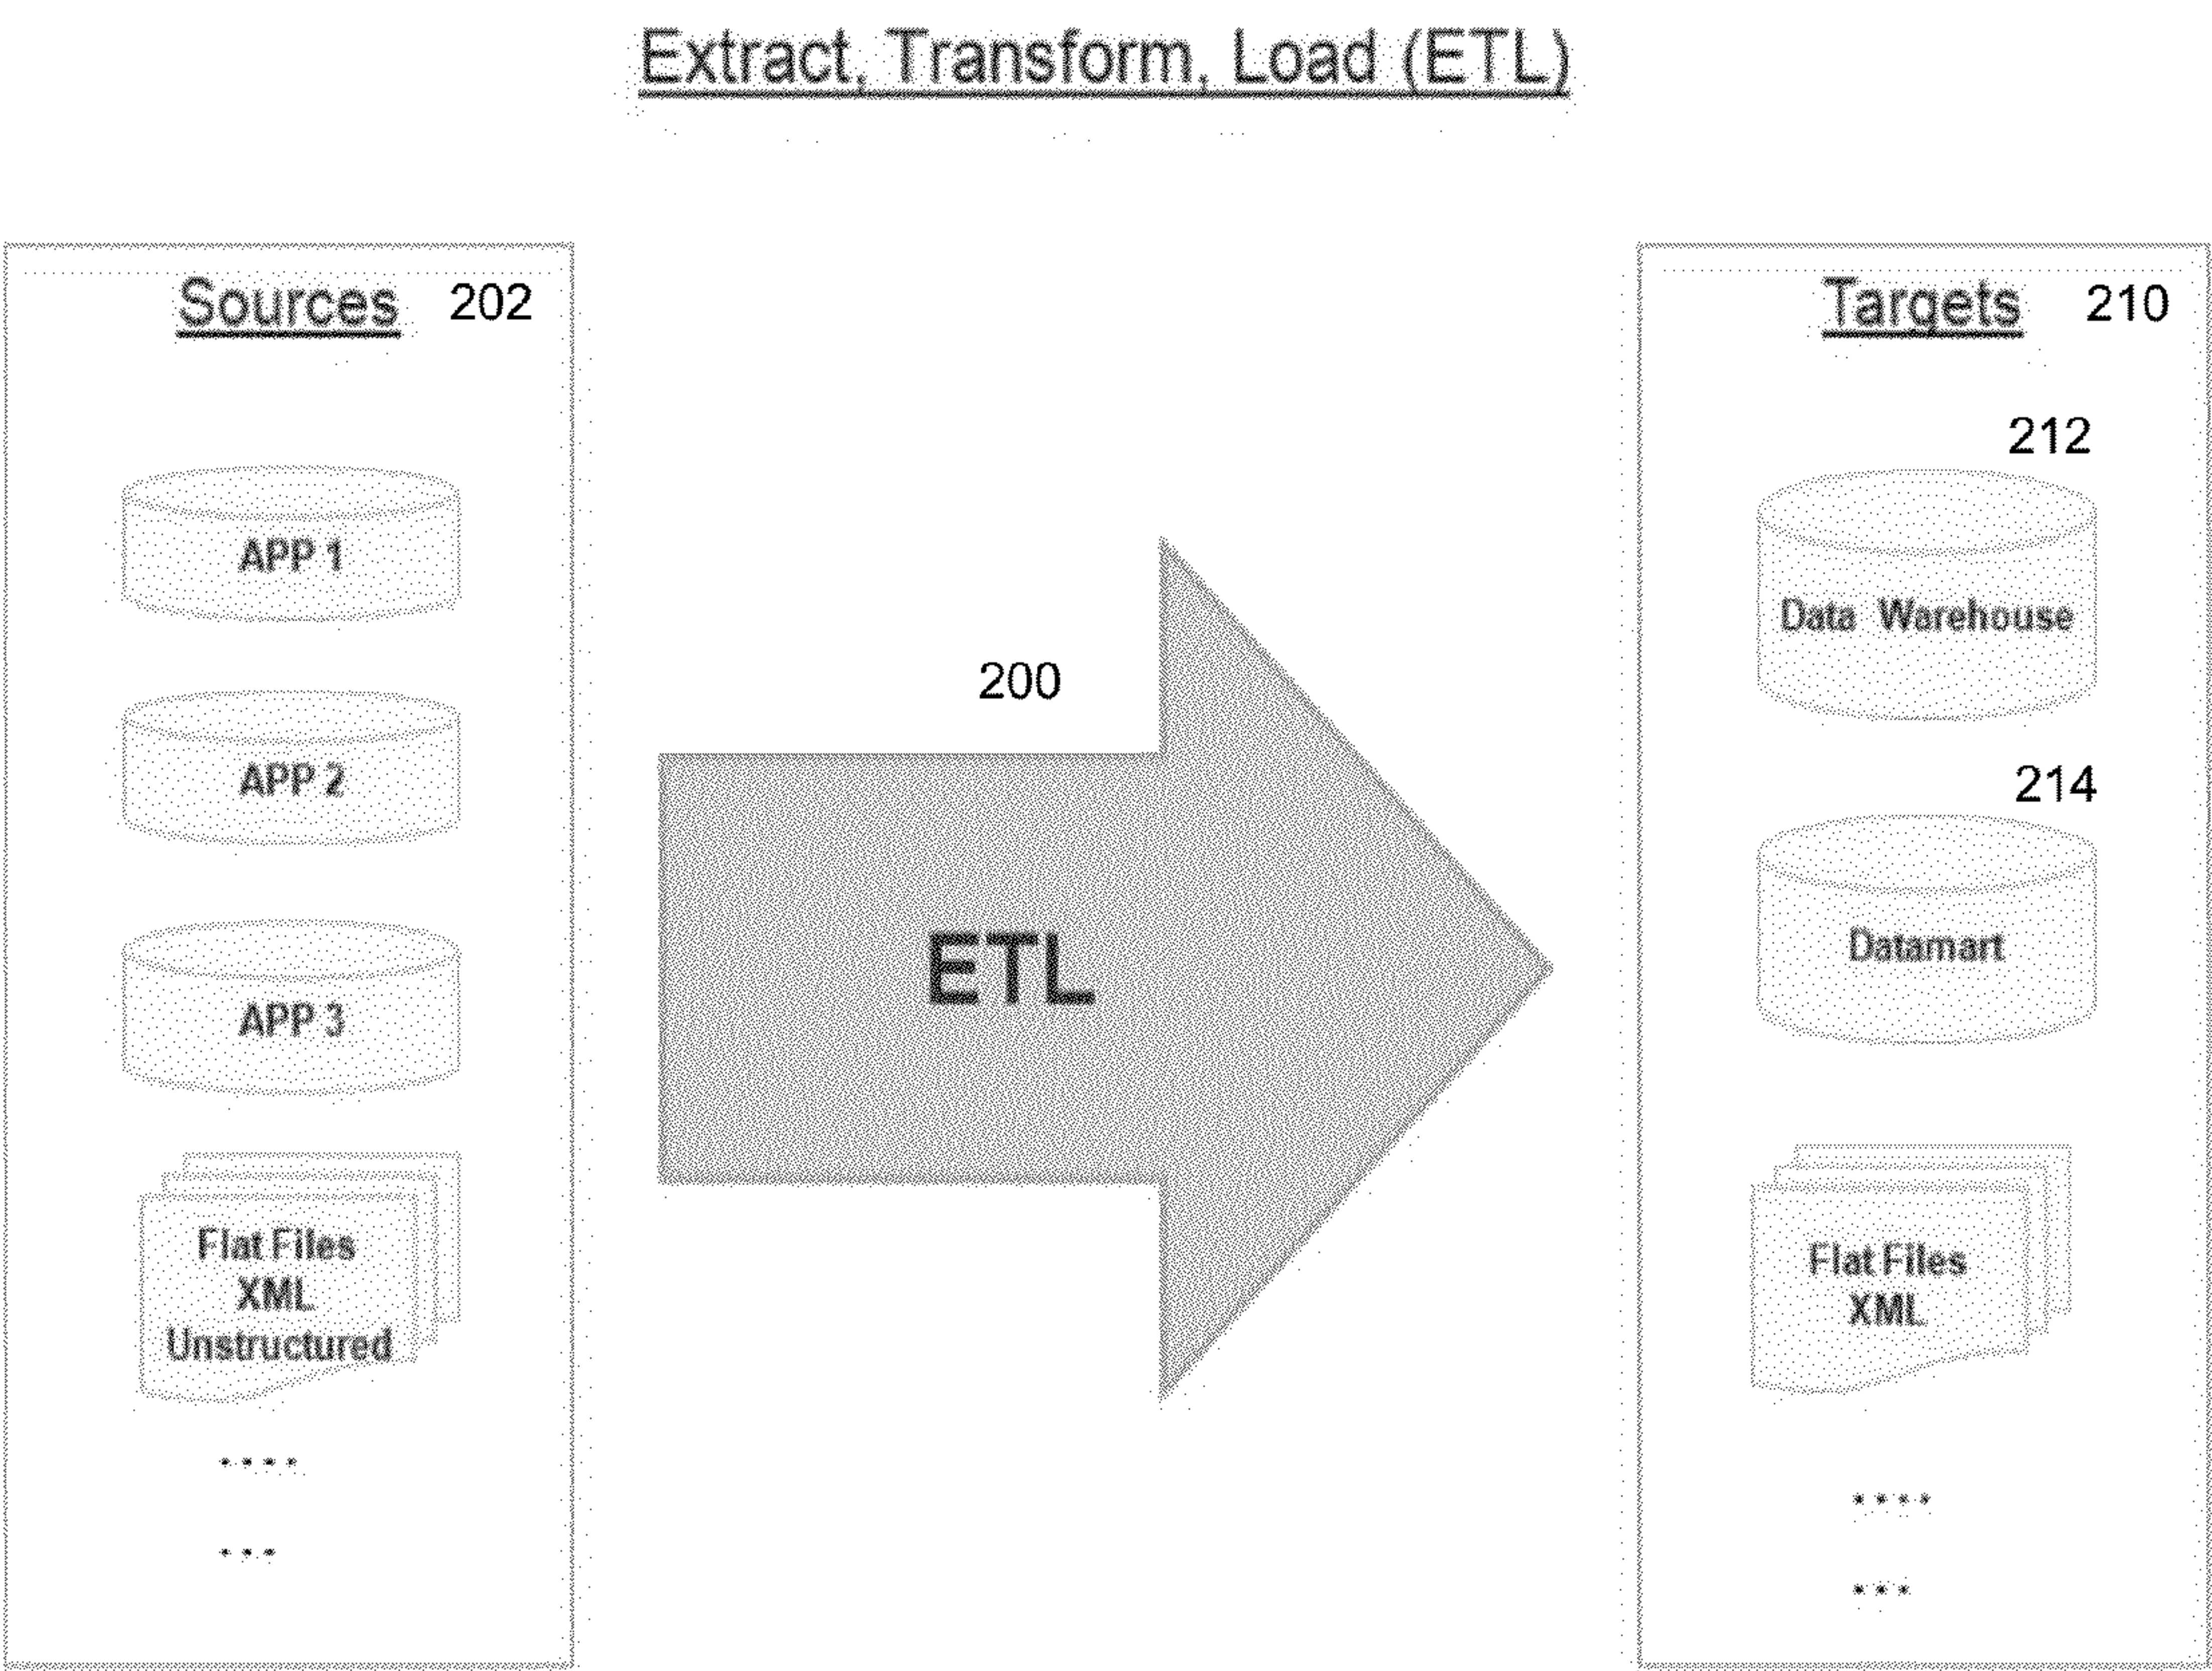 Extract, Transform, Load (ETL)
Sources 202
APP 1
APP 2
APP 3
Flat Files
XML
Unstructured
....
...
200
ETL
Targets 210
212
Data Warehouse
214
Datamart
Flat Files
XML
....
...